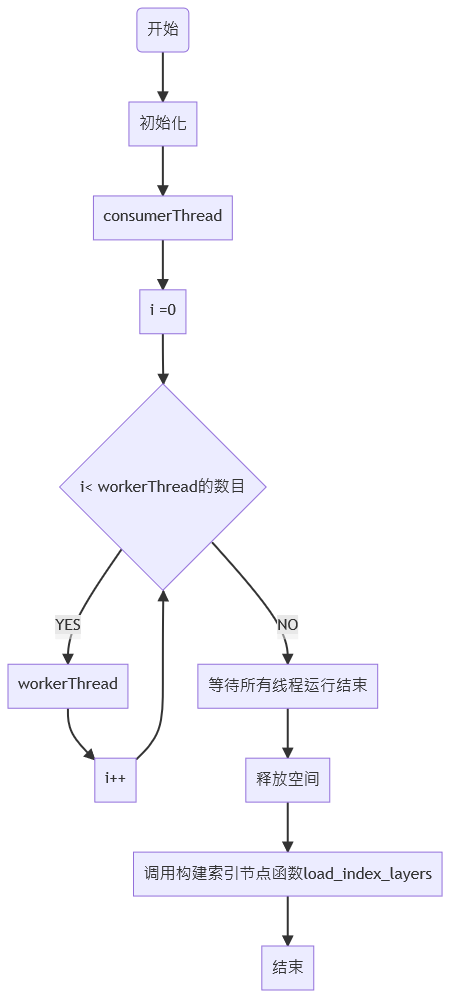 开始
初始化
consumerThread
i =0
i< workerThread的数目
YES
NO
workerThread
等待所有线程运行结束
i++
释放空间
调用构建索引节点函数load_index_layers
结束